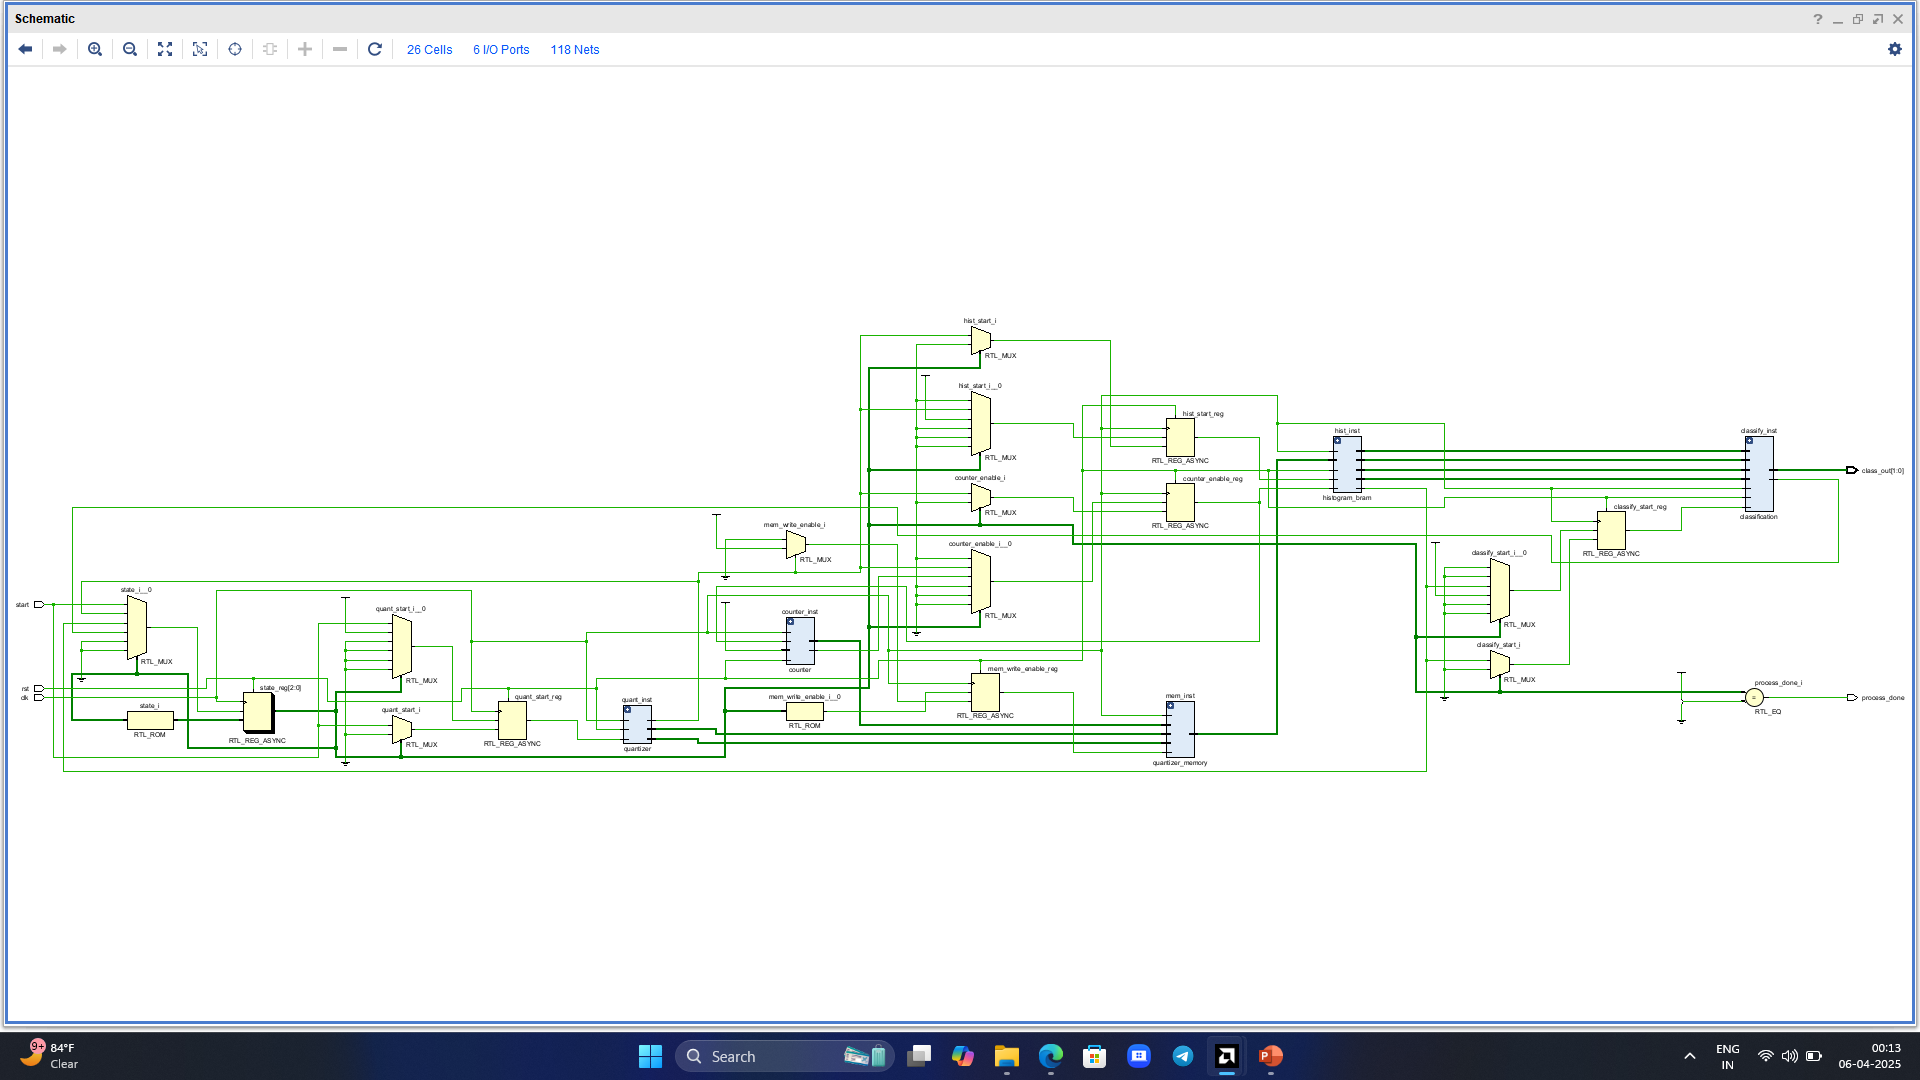 Schematic
26 Cells 6 I/O Ports 118 Nets
hist_start_i
RTL_MUX
hist_start_i__0
RTL_MUX
hist_start_reg
RTL_REG_ASYNC
hist_inst
histogram_bram
classify_inst
classification
class_out[1:0]
counter_enable_i
RTL_MUX
counter_enable_reg
RTL_REG_ASYNC
classify_start_reg
RTL_REG_ASYNC
mem_write_enable_i
RTL_MUX
counter_enable_i__0
RTL_MUX
classify_start_i__0
RTL_MUX
start
state_i__0
RTL_MUX
quant_start_i__0
RTL_MUX
counter_inst
counter
classify_start_i
RTL_MUX
mem_write_enable_reg
RTL_REG_ASYNC
process_done_i
RTL_EQ
process_done
rst
clk
state_reg[2:0]
RTL_REG_ASYNC
state_i
RTL_ROM
quant_start_i
RTL_MUX
quant_start_reg
RTL_REG_ASYNC
quant_inst
quantizer
mem_write_enable_i__0
RTL_ROM
mem_inst
quantizer_memory
9+
84°F
Clear
Search
ENG
IN
00:13
06-04-2025